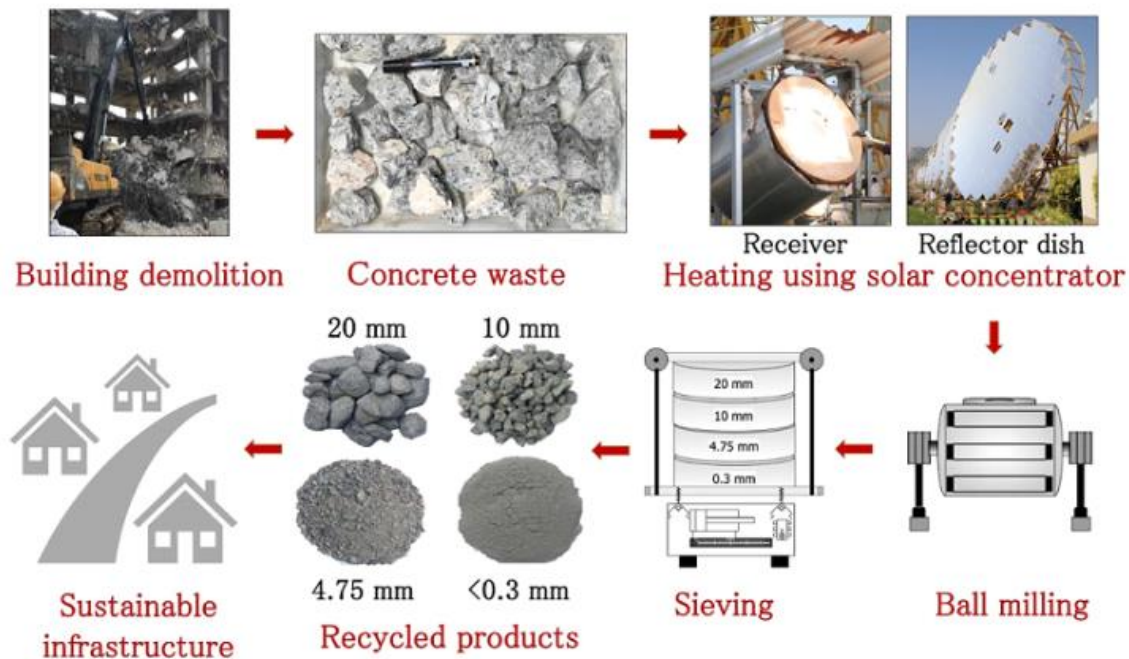 Receiver
Reflector dish
Building demolition
Concrete waste
Heating using solar concentrator
20 mm
10 mm
4.75 mm
<0.3 mm
Recycled products
20 mm
10 mm
4.75 mm
0.3 mm
Sieving
Ball milling
Sustainable
infrastructure